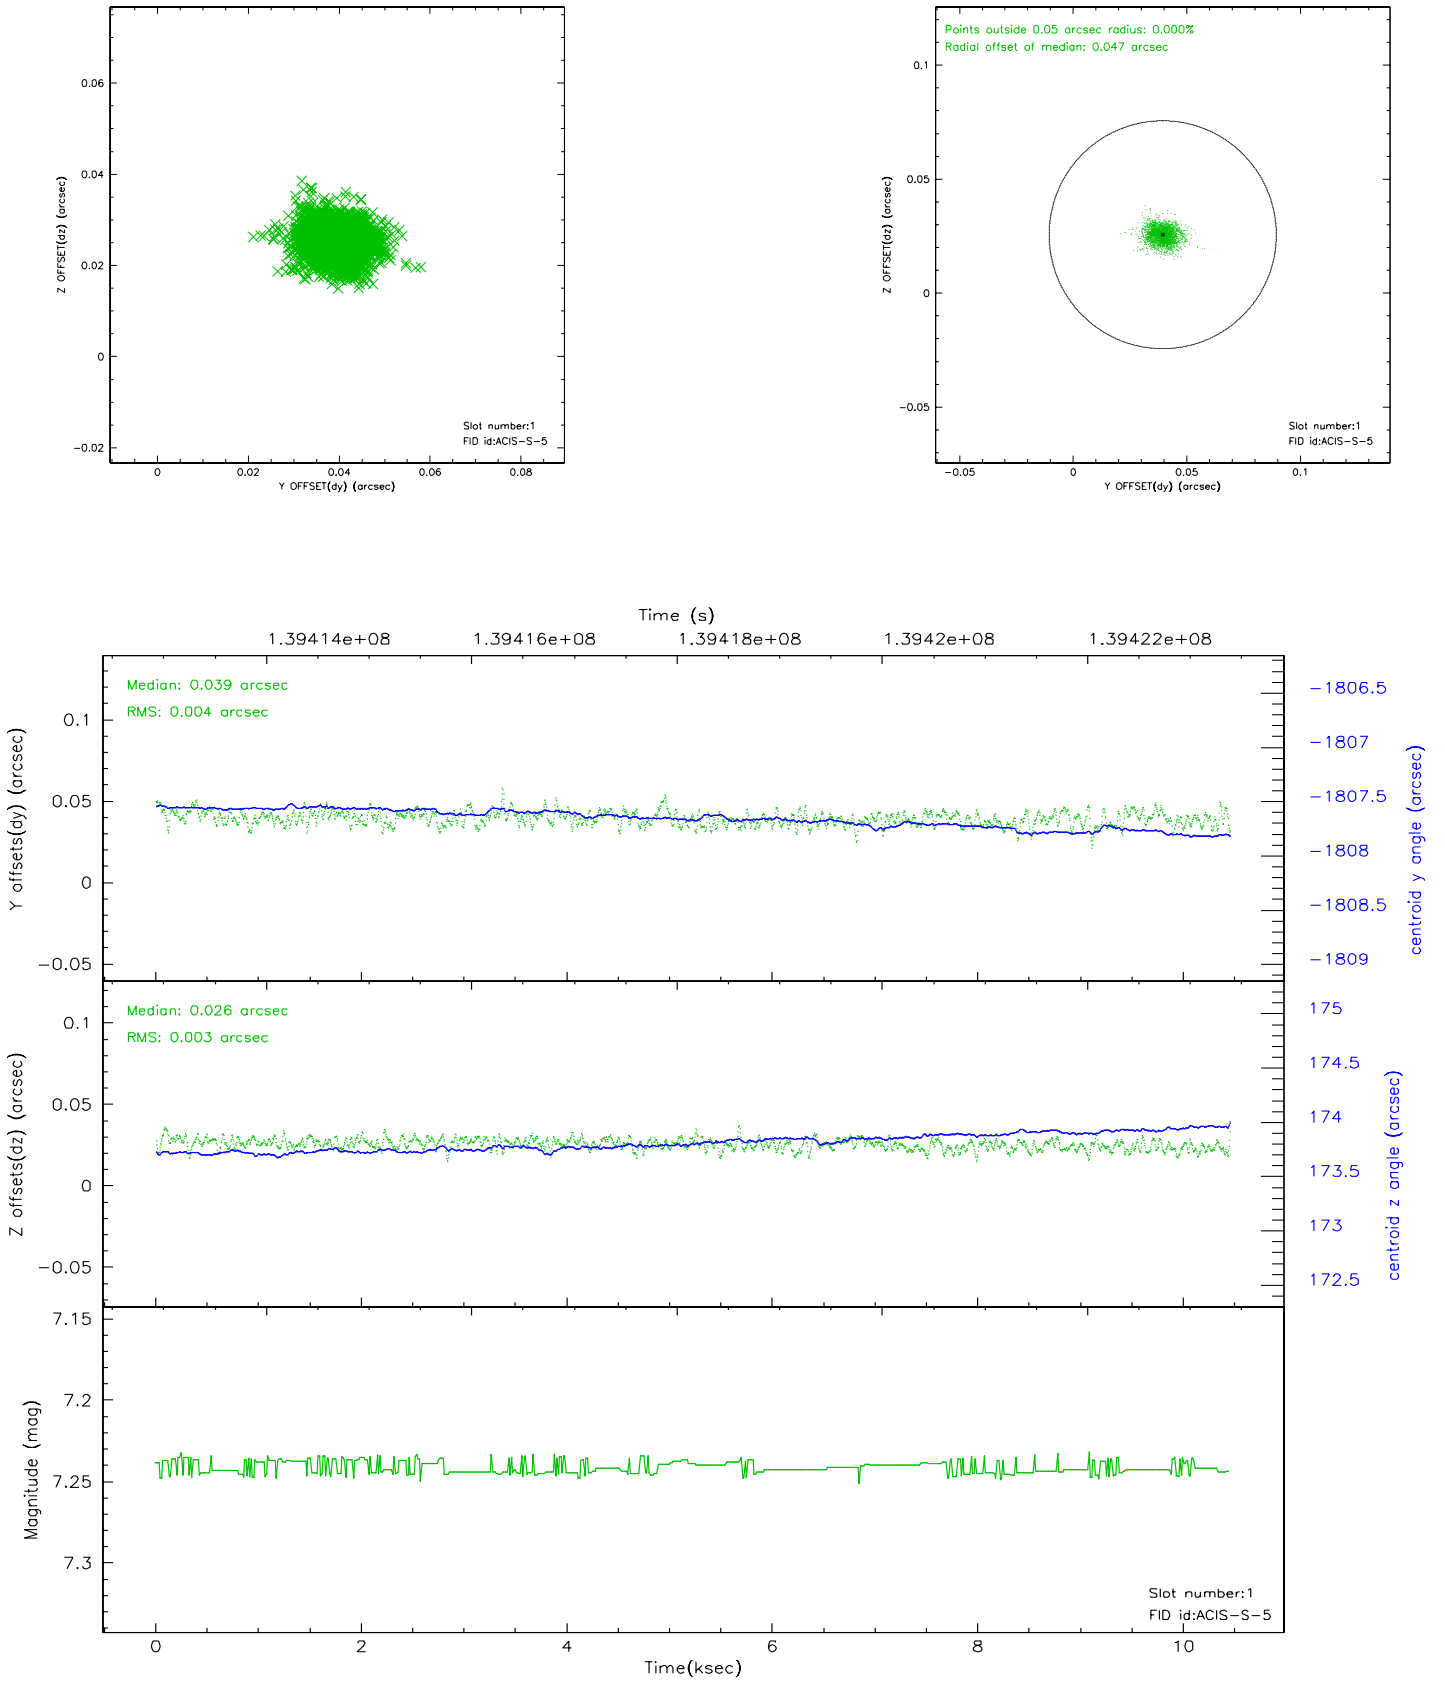 0.06
0.04
0.02
0
−0.02
Z OFFSET(dz) (arcsec)
Slot number:1
FID id:ACIS−S−5
0 0.02 0.04 0.06 0.08
Y OFFSET(dy) (arcsec)
Points outside 0.05 arcsec radius: 0.000%
Radial offset of median: 0.047 arcsec
0.1
0.05
0
−0.05
Z OFFSET(dz) (arcsec)
Slot number:1
FID id:ACIS−S−5
−0.05 0 0.05 0.1
Y OFFSET(dy) (arcsec)
Time (s)
1.39414e+08 1.39416e+08 1.39418e+08 1.3942e+08 1.39422e+08
Median: 0.039 arcsec
RMS: 0.004 arcsec
0.1
0.05
0
−0.05
Y offsets(dy) (arcsec)
−1806.5
−1807
−1807.5
−1808
−1808.5
−1809
centroid y angle (arcsec)
Median: 0.026 arcsec
RMS: 0.003 arcsec
0.1
0.05
0
−0.05
Z offsets(dz) (arcsec)
175
174.5
174
173.5
173
172.5
centroid z angle (arcsec)
7.15
7.2
7.25
7.3
Magnitude (mag)
Slot number:1
FID id:ACIS−S−5
0 2 4 6 8 10
Time(ksec)